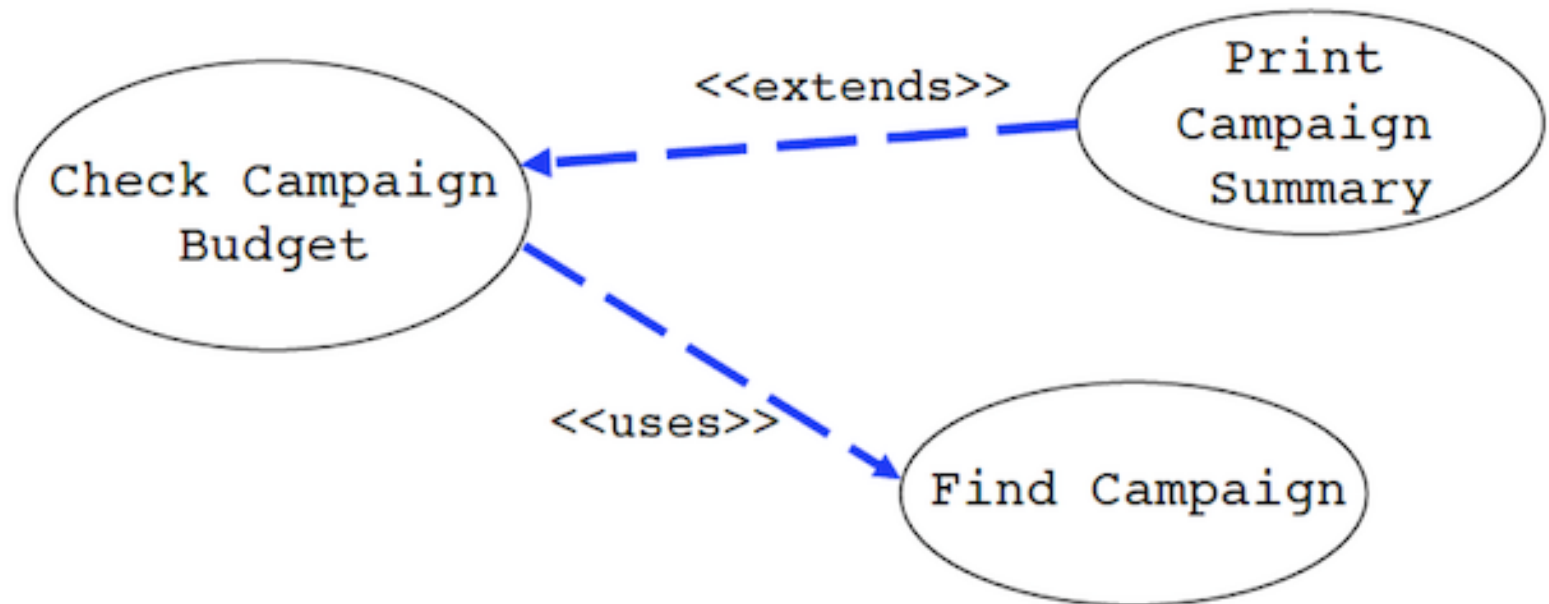 Print
Campaign
Summary
<<extends>>
Check Campaign
Budget
<<uses>>
Find Campaign